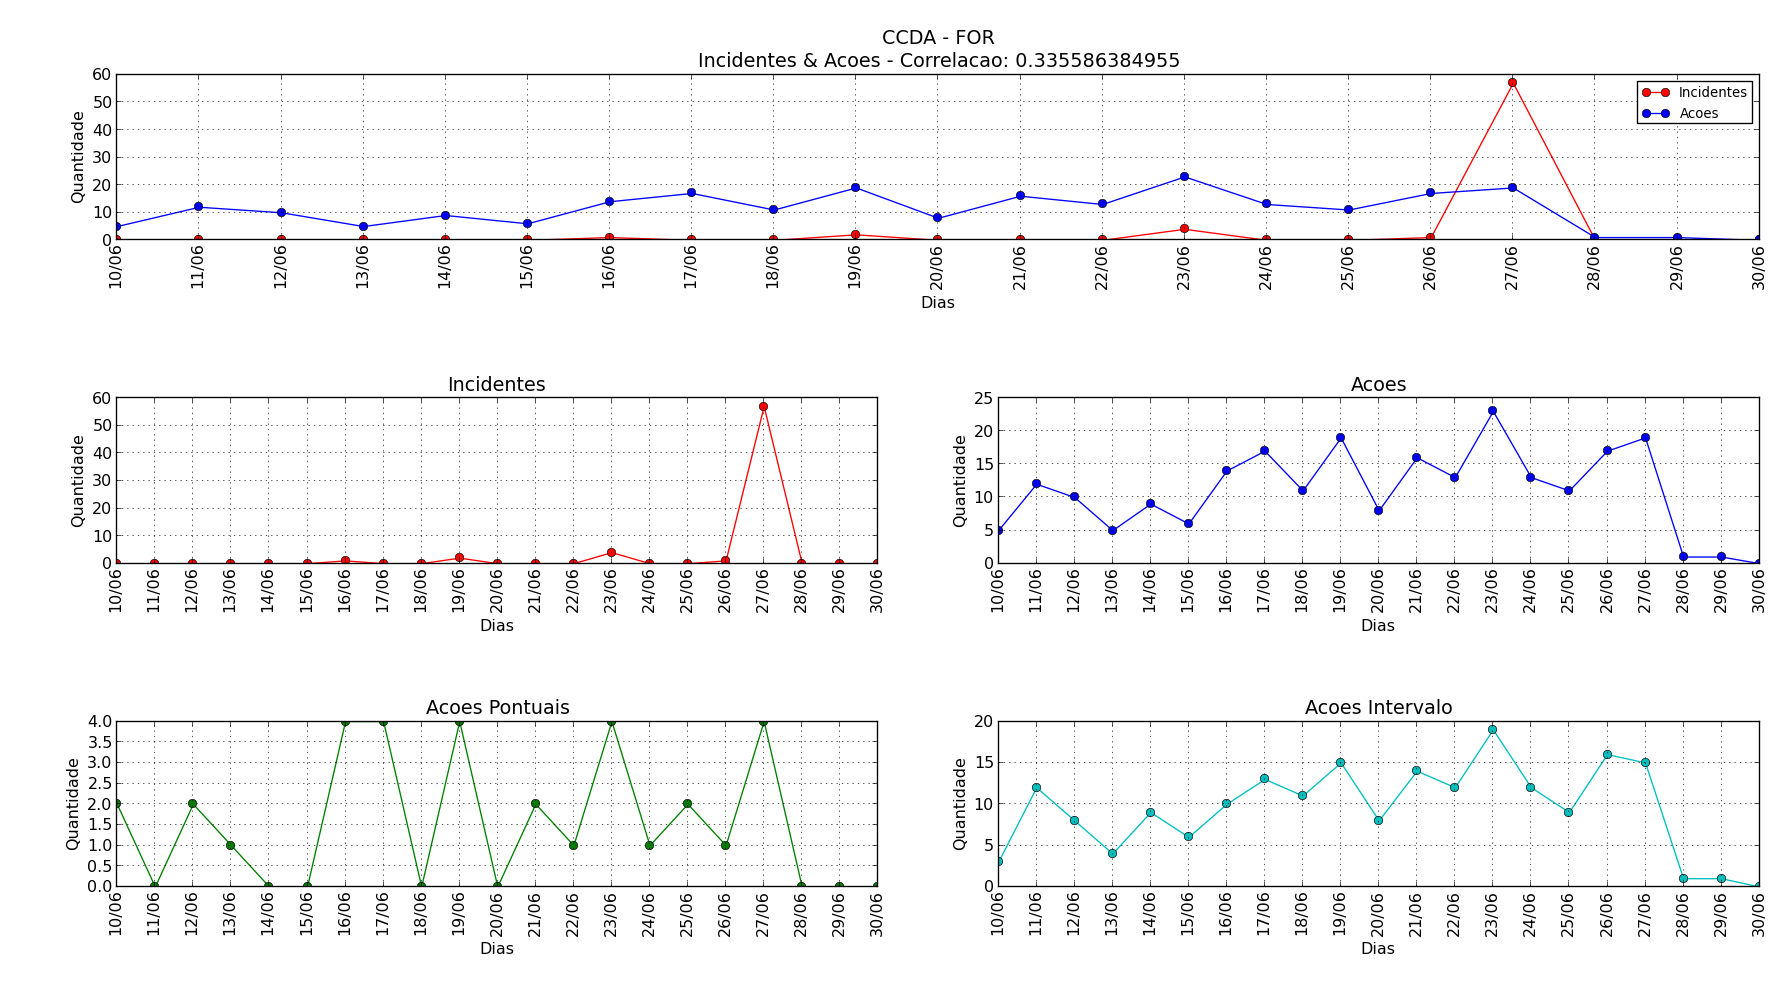 CCDA - FOR
Incidentes & Acoes - Correlacao: 0.335586384955
60
50
40
30
20
10
0
Quantidade
Incidentes
Acoes
10/06 11/06 12/06 13/06 14/06 15/06 16/06 17/06 18/06 19/06 20/06 21/06 22/06 23/06 24/06 25/06 26/06 27/06 28/06 29/06 30/06
Dias
Incidentes
60
50
40
30
20
10
0
Quantidade
10/06 11/06 12/06 13/06 14/06 15/06 16/06 17/06 18/06 19/06 20/06 21/06 22/06 23/06 24/06 25/06 26/06 27/06 28/06 29/06 30/06
Dias
Acoes
25
20
15
10
5
0
Quantidade
10/06 11/06 12/06 13/06 14/06 15/06 16/06 17/06 18/06 19/06 20/06 21/06 22/06 23/06 24/06 25/06 26/06 27/06 28/06 29/06 30/06
Dias
Acoes Pontuais
4.0
3.5
3.0
2.5
2.0
1.5
1.0
0.5
0.0
Quantidade
10/06 11/06 12/06 13/06 14/06 15/06 16/06 17/06 18/06 19/06 20/06 21/06 22/06 23/06 24/06 25/06 26/06 27/06 28/06 29/06 30/06
Dias
Acoes Intervalo
20
15
10
5
0
Quantidade
10/06 11/06 12/06 13/06 14/06 15/06 16/06 17/06 18/06 19/06 20/06 21/06 22/06 23/06 24/06 25/06 26/06 27/06 28/06 29/06 30/06
Dias